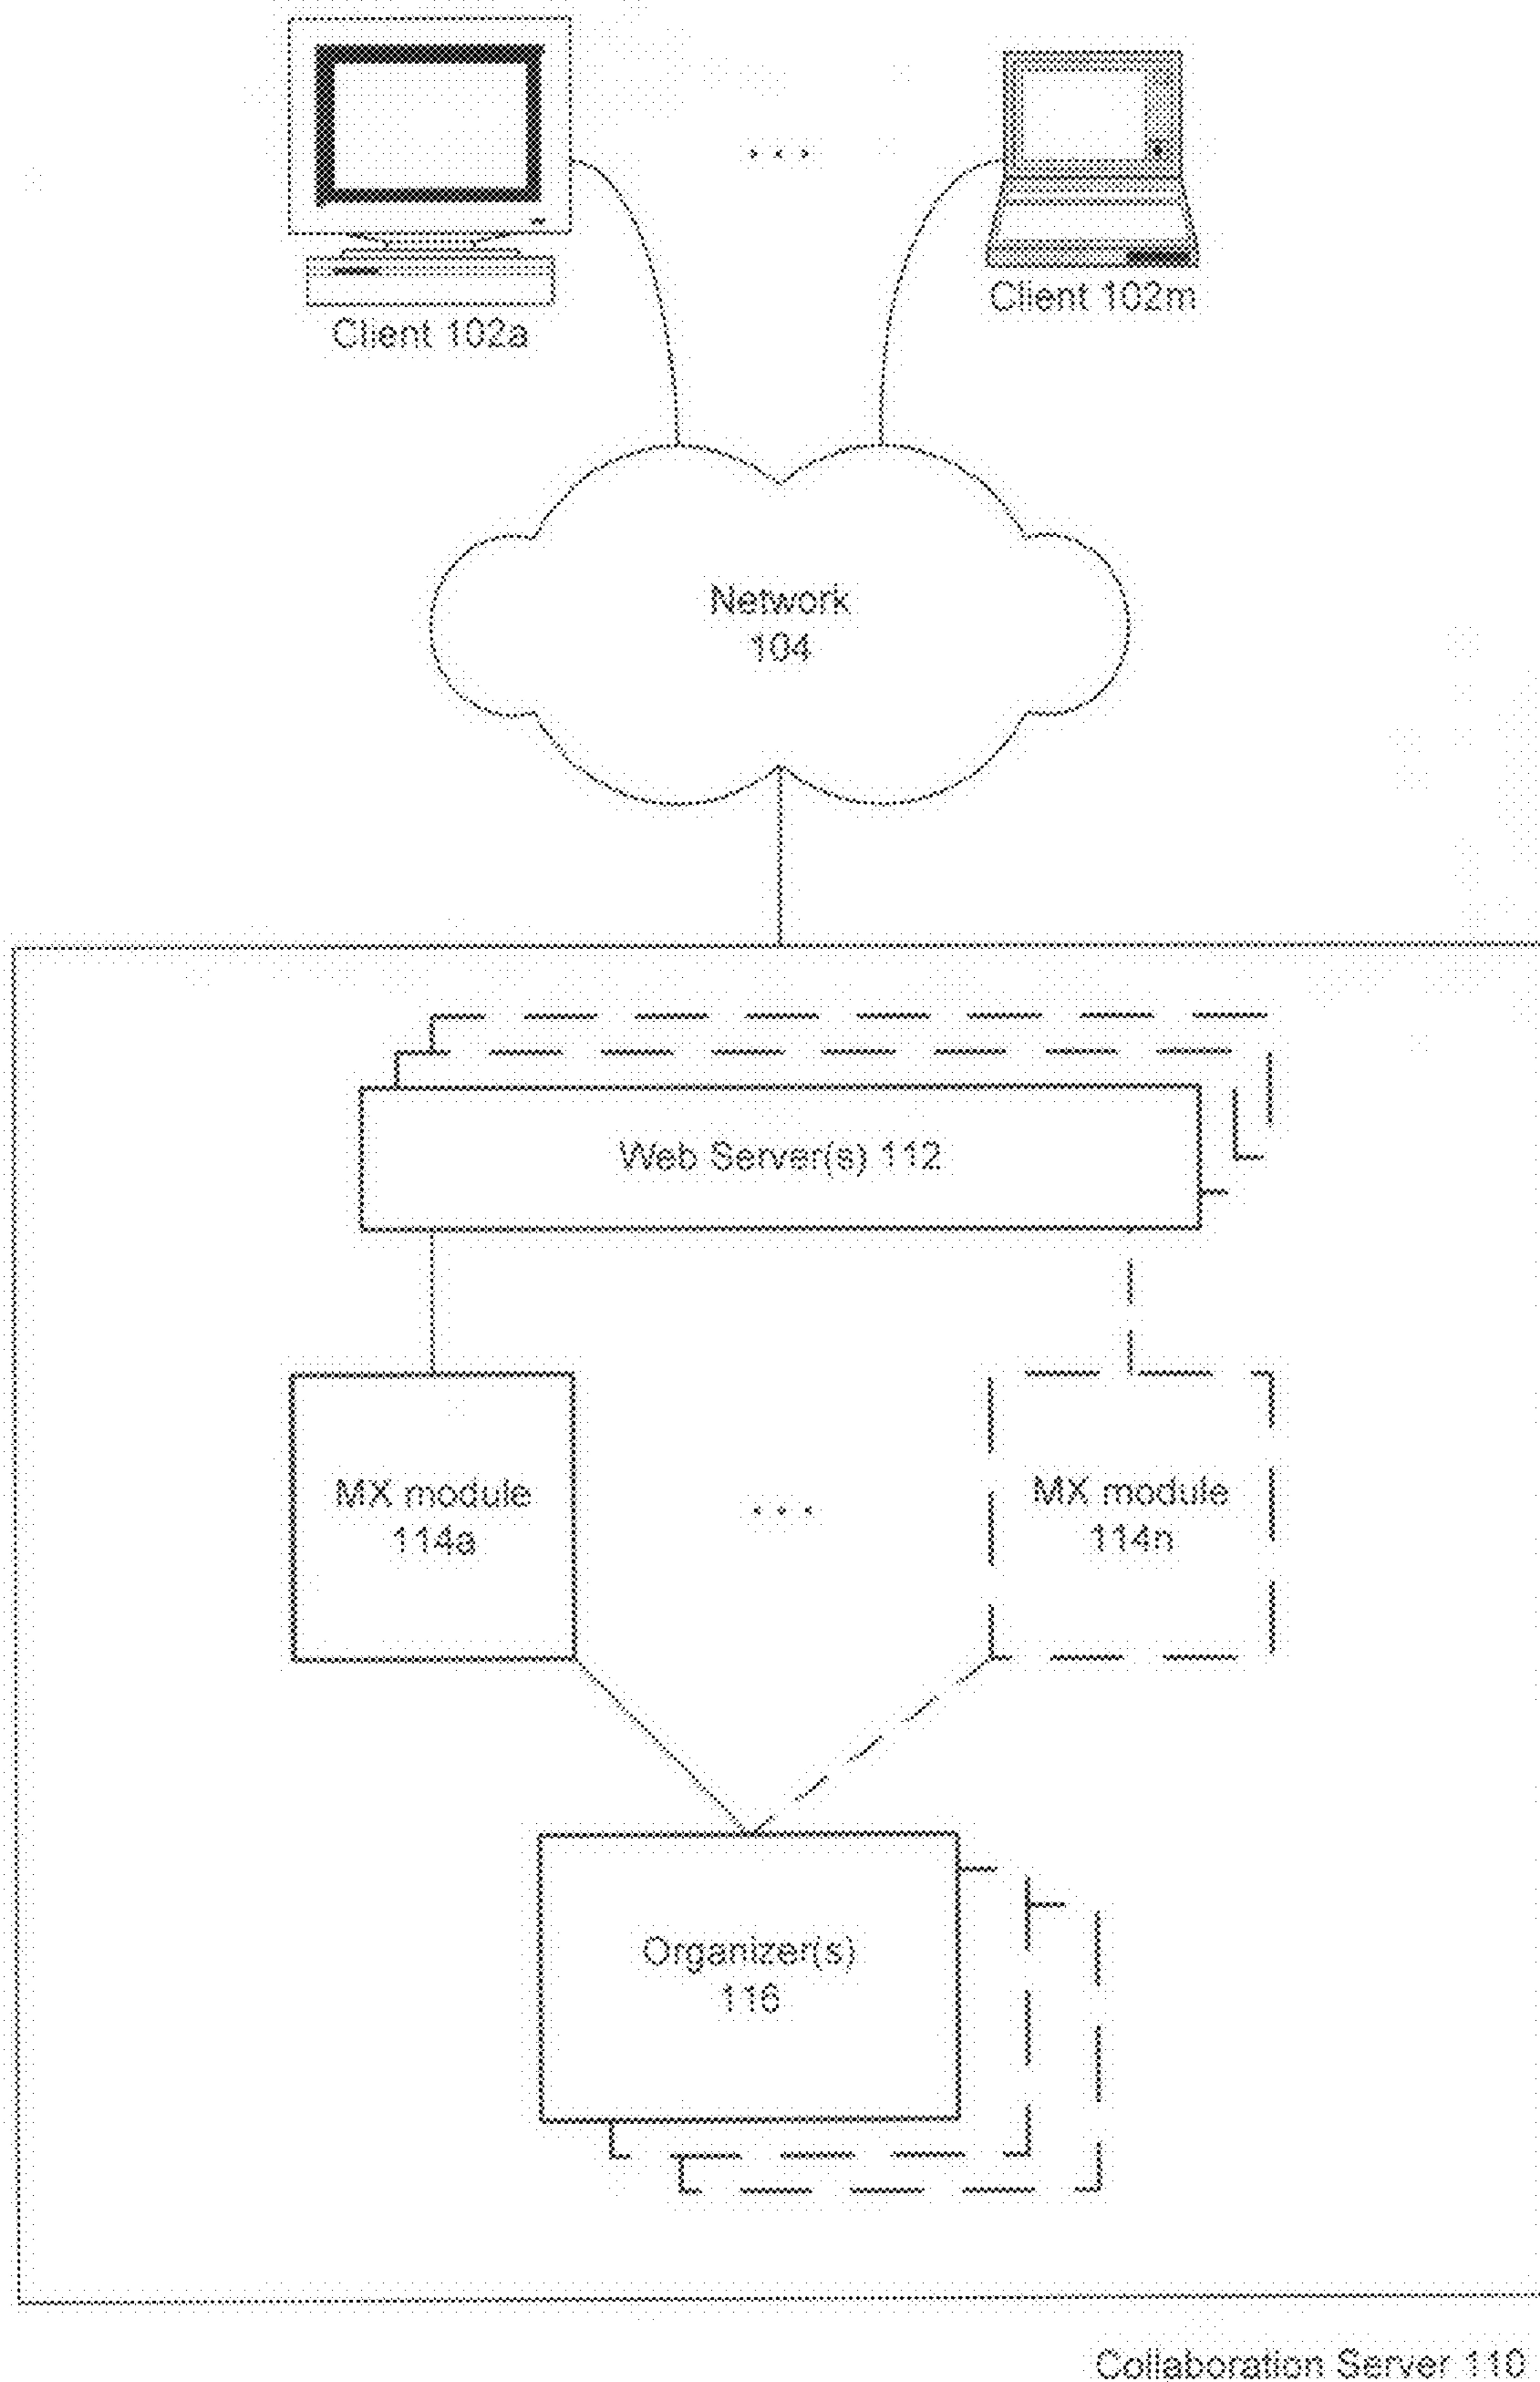 Client 102a
Client 102m
Network
104
Web Server(s) 112
MX module
114a
MX module
114n
Organizer(s)
116
Collaboration Server 110